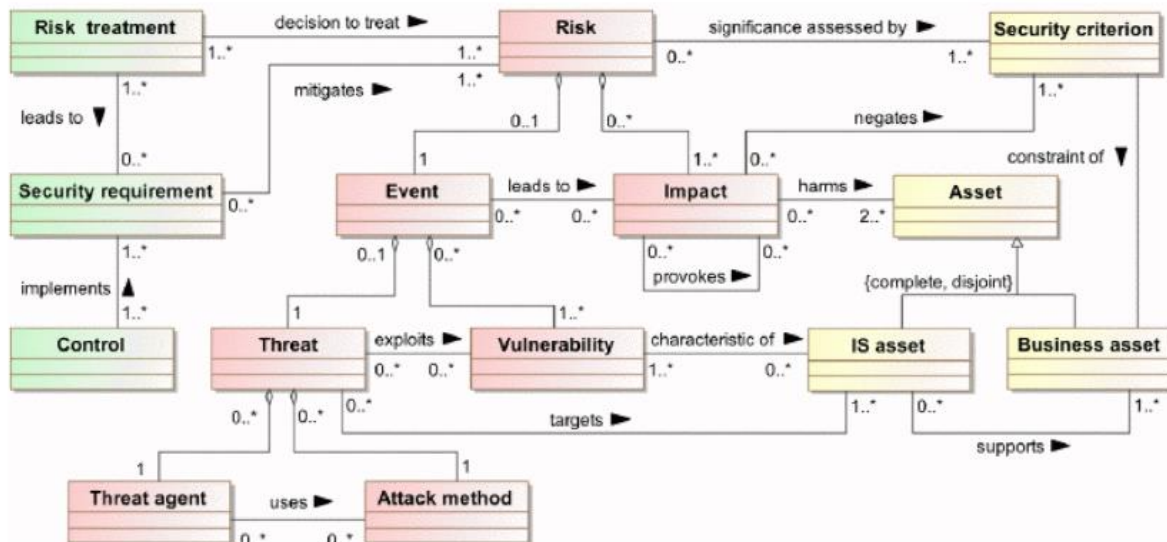 Risk treatment
decision to treat
Risk
significance assessed by
Security criterion
1..*
1..*
0..*
1..*
1..*
mitigates
1..*
1..*
leads to
0..1
0..*
negates
0..*
1
1..*
0..*
constraint of
Security requirement
Event
leads to
Impact
harms
Asset
0..*
0..*
0..*
0..*
2..*
1..*
0..1
0..*
0..*
0..*
provokes
implements
{complete, disjoint}
1..*
1
1..*
Control
Threat
exploits
Vulnerability
characteristic of
IS asset
Business asset
0..*
0..*
1..*
0..*
0..*
0..*
0..*
1..*
0..*
1..*
targets
supports
1
1
Threat agent
uses
Attack method
0..*
0..*